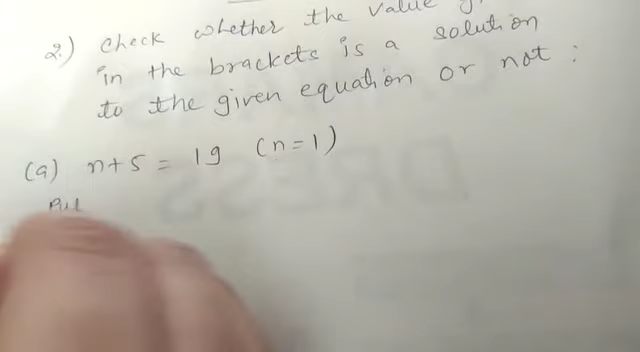 2.) Check whether the value
in the brackets is a solution
to the given equation or not :
(a) n+5 = 19 (n=1)
Put